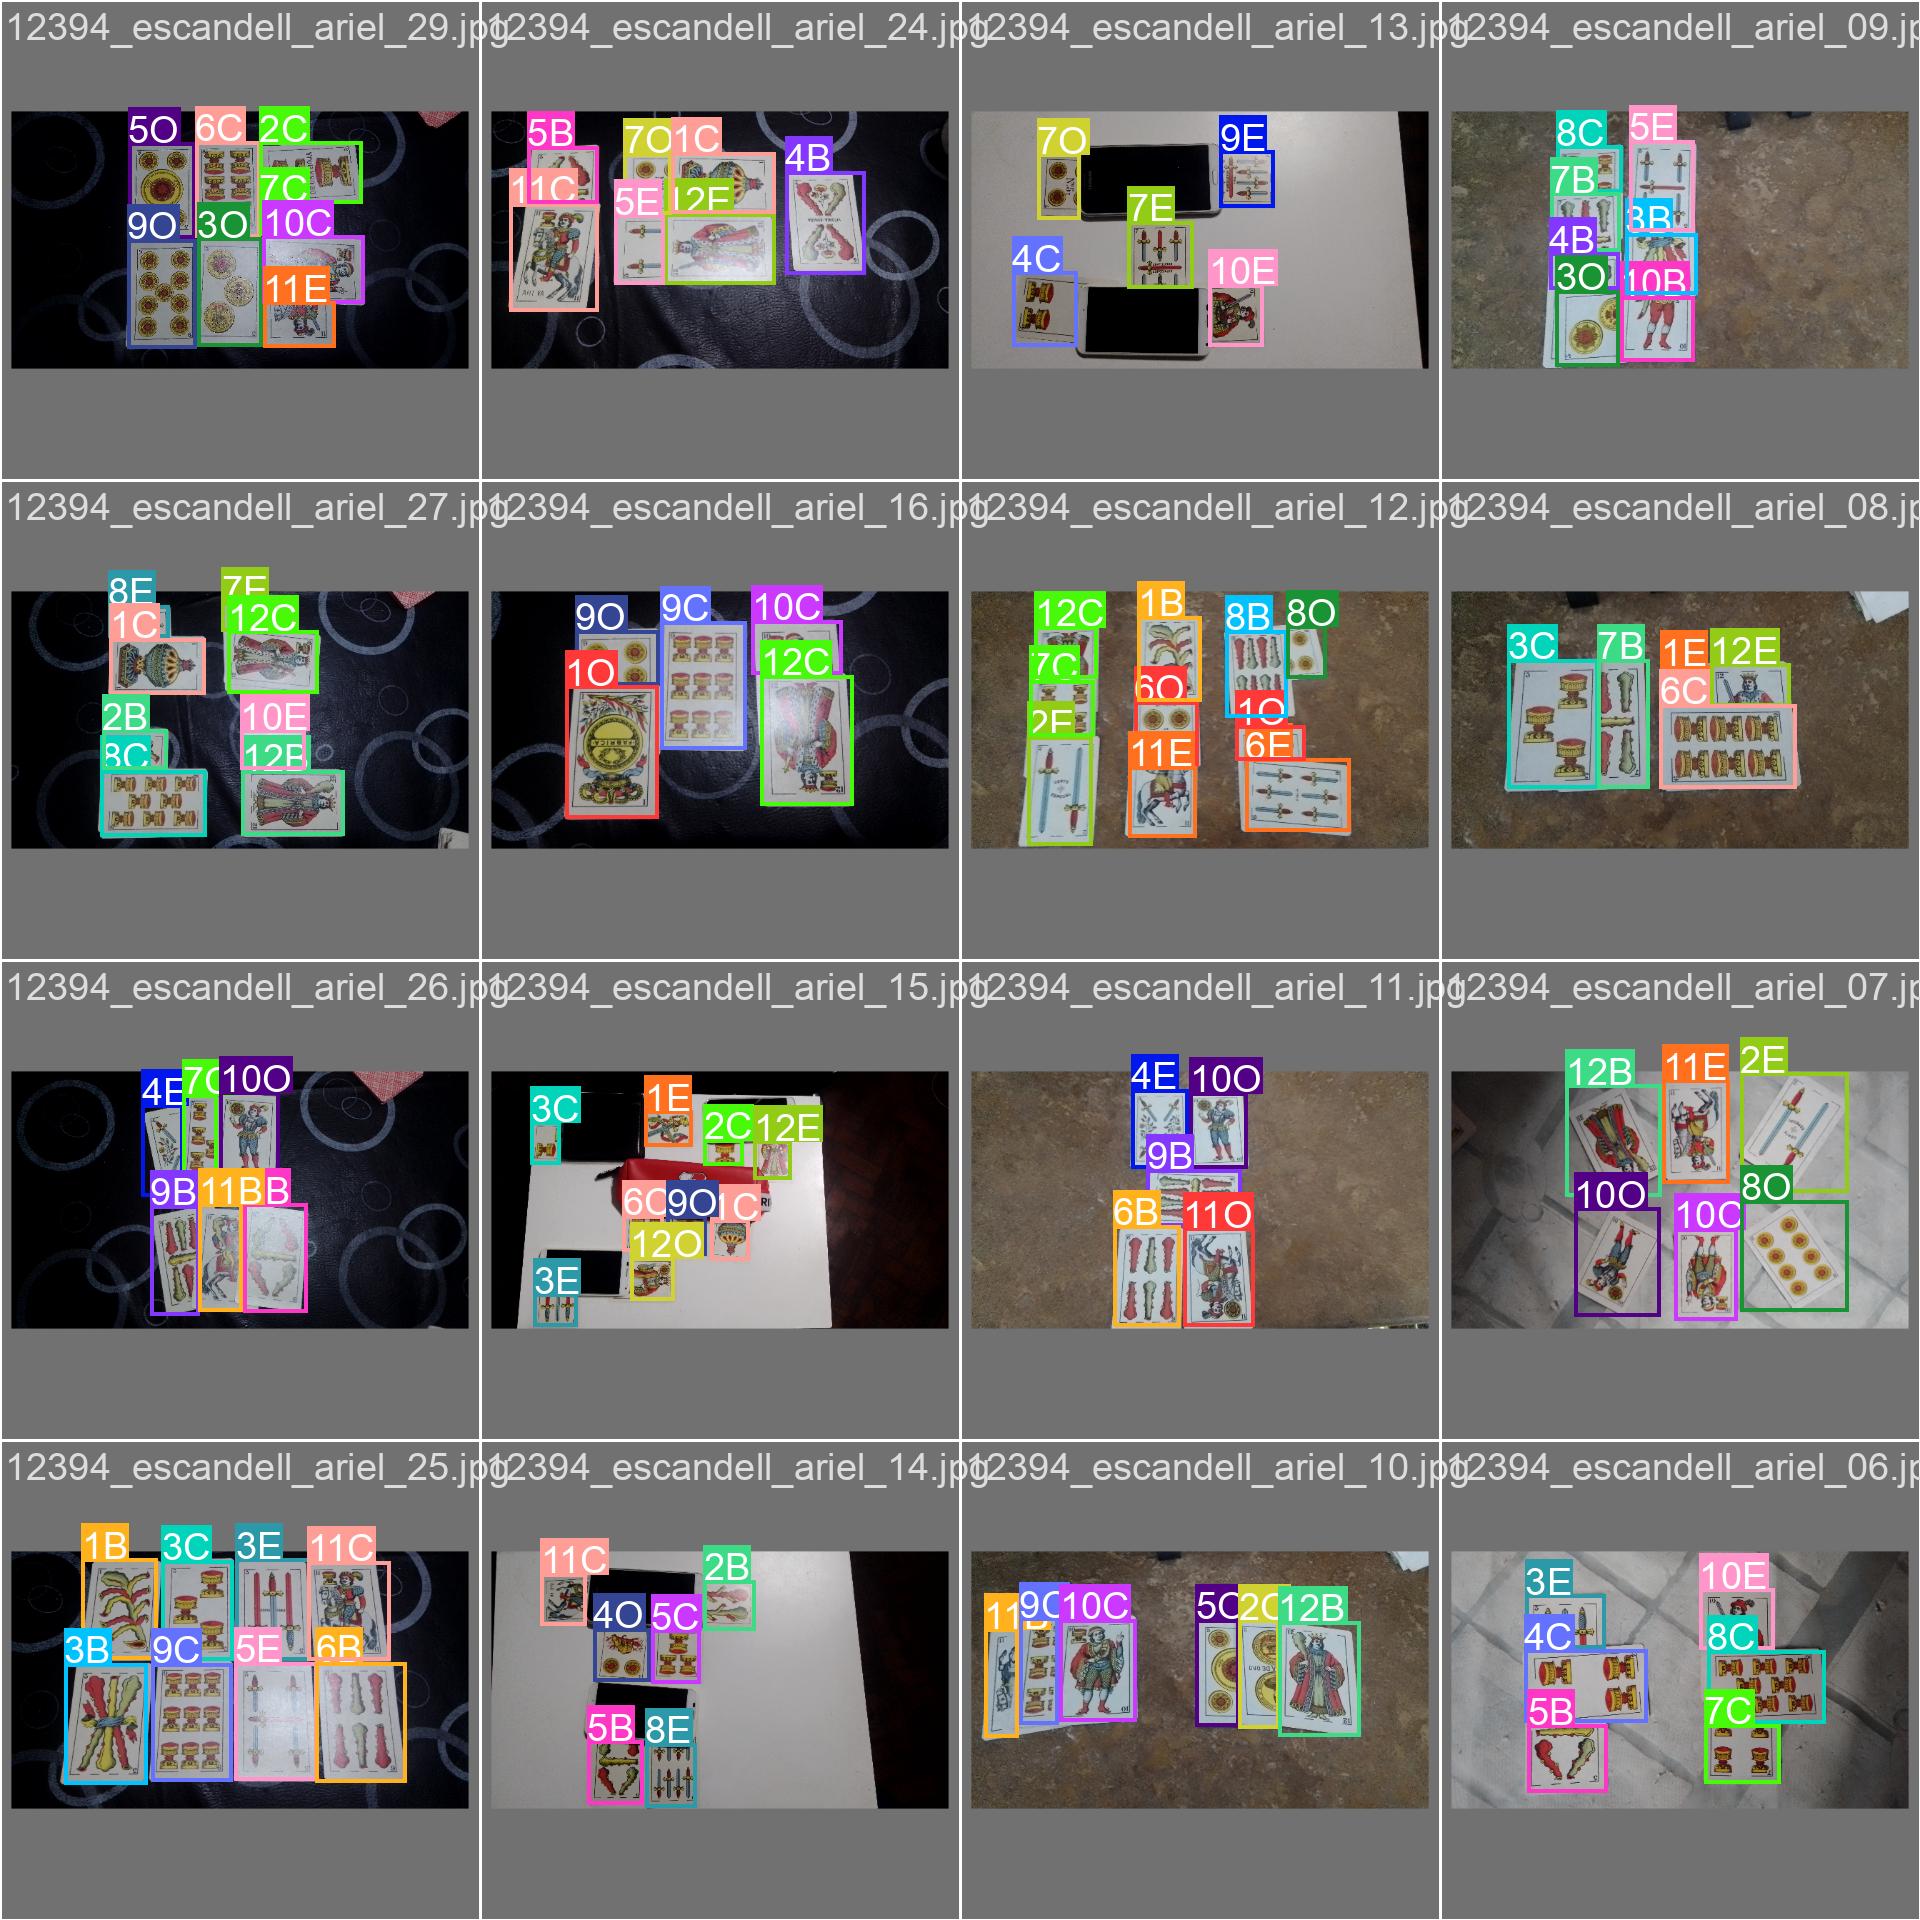 12394_escandell_ariel_29.jpg
12394_escandell_ariel_24.jpg
12394_escandell_ariel_13.jpg
12394_escandell_ariel_09.jp
5O 6C 2C
7C
9O 3O 10C
11E
5B 7O 1C 4B
11C 5E 12E
7O 9E
7E
4C 10E
8C 5E
7B
4B 3B
3O 10B
12394_escandell_ariel_27.jpg
12394_escandell_ariel_16.jpg
12394_escandell_ariel_12.jpg
12394_escandell_ariel_08.jp
8E 7E
1C 12C
2B 10E
8C 12B
9O 9C 10C
1O 12C
12C 1B 8B 8O
7C 6O 1O
2E 11E 6E
3C 7B 1E 12E
6C
12394_escandell_ariel_26.jpg
12394_escandell_ariel_15.jpg
12394_escandell_ariel_11.jpg
12394_escandell_ariel_07.jp
4E 10O
9B 11B B
3C 1E 2C 12E
9O 1C
12O
3E
4E 10O
9B
6B 11O
12B 11E 2E
10O 10C 8O
12394_escandell_ariel_25.jpg
12394_escandell_ariel_14.jpg
12394_escandell_ariel_10.jpg
12394_escandell_ariel_06.jp
1B 3C 3E 11C
3B 9C 5E 6B
11C 2B
4O 5C
5B 8E
11 9C 10C 12B
3E 10E
4C 8C
5B 7C